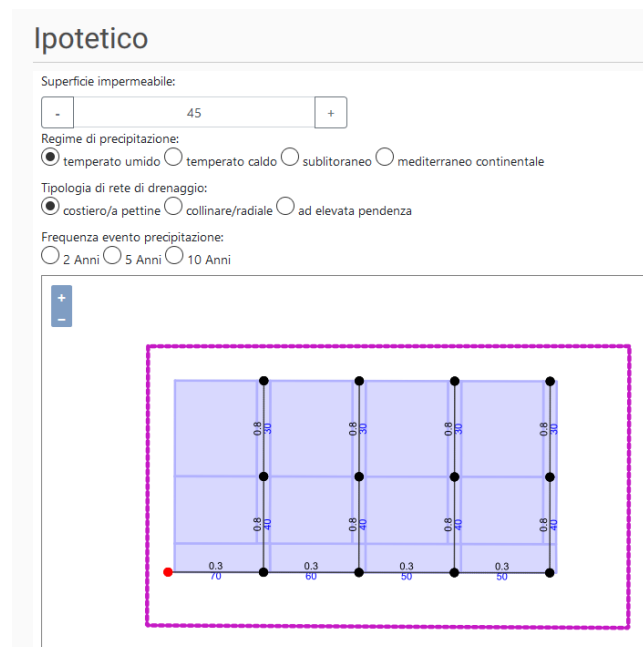 Ipotetico
Superficie impermeabile:
- 45 +
Regime di precipitazione:
temperato umido temperato caldo sublitoraneo mediterraneo continentale
Tipologia di rete di drenaggio:
costiero/a pettine collinare/radiale ad elevata pendenza
Frequenza evento precipitazione:
2 Anni 5 Anni 10 Anni
+
–
0.8 0.8 0.8 0.8
30 30 30 30
0.8 0.8 0.8 0.8
40 40 40 40
0.3 0.3 0.3 0.3
70 60 50 50